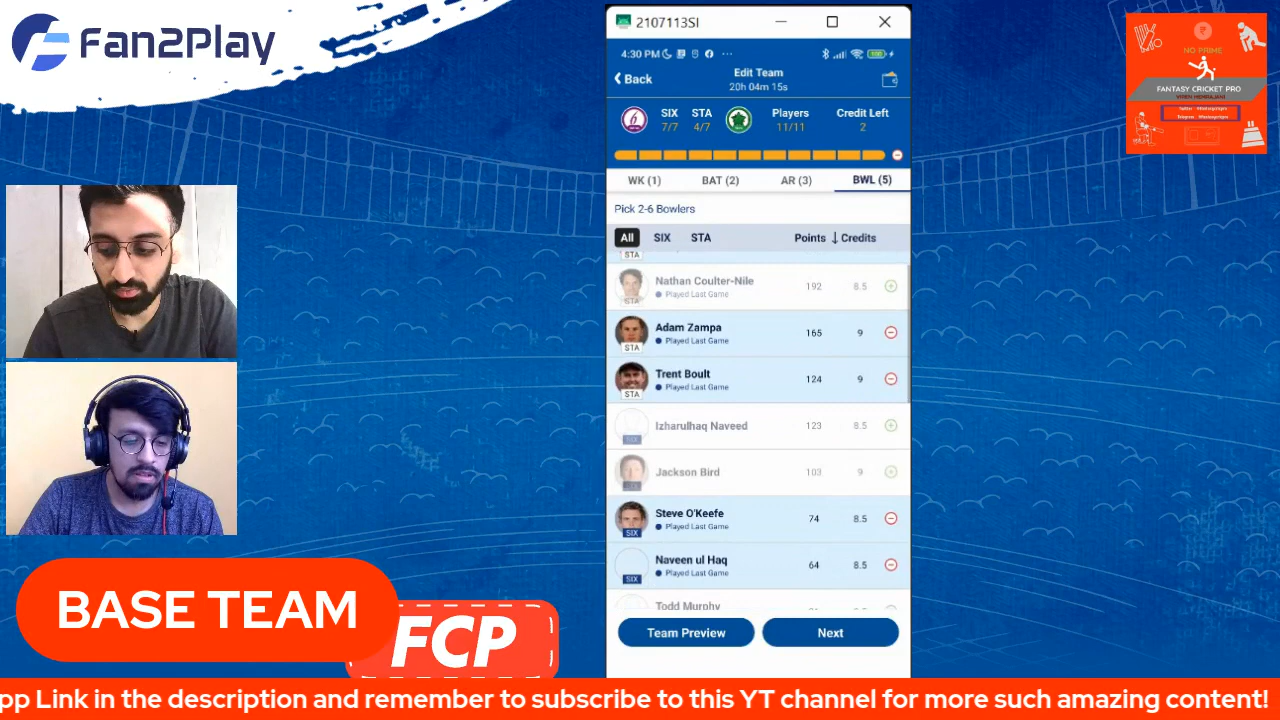 Fan2Play
2107113SI
4:30 PM
Back
Edit Team
20h 04m 15s
SIX
7/7
STA
4/7
Players
11/11
Credit Left
2
WK (1)
BAT (2)
AR (3)
BWL (5)
Pick 2-6 Bowlers
All
SIX
STA
Points
Credits
STA
Nathan Coulter-Nile
Played Last Game
192
8.5
STA
Adam Zampa
Played Last Game
165
9
STA
Trent Boult
Played Last Game
124
9
STA
Izharulhaq Naveed
123
8.5
SIX
Jackson Bird
103
9
Steve O'Keefe
Played Last Game
74
8.5
SIX
Naveen ul Haq
Played Last Game
64
8.5
SIX
Todd Murphy
Team Preview
Next
NO PRIME
FANTASY CRICKET PRO
BASE TEAM
FCP
pp Link in the description and remember to subscribe to this YT channel for more such amazing content!